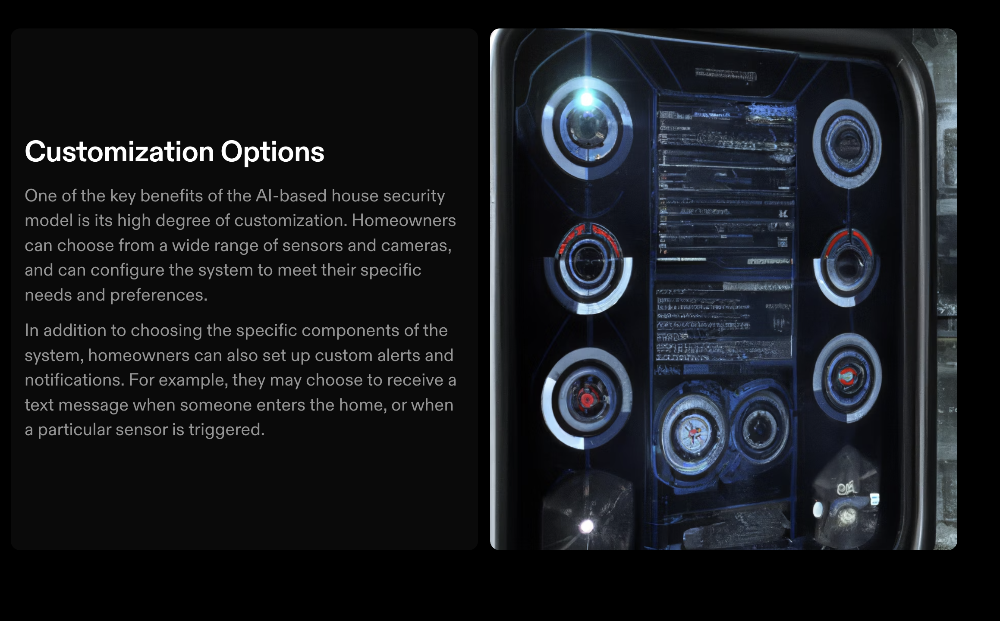 Customization Options
One of the key benefits of the AI-based house security
model is its high degree of customization. Homeowners
can choose from a wide range of sensors and cameras,
and can configure the system to meet their specific
needs and preferences.
In addition to choosing the specific components of the
system, homeowners can also set up custom alerts and
notifications. For example, they may choose to receive a
text message when someone enters the home, or when
a particular sensor is triggered.